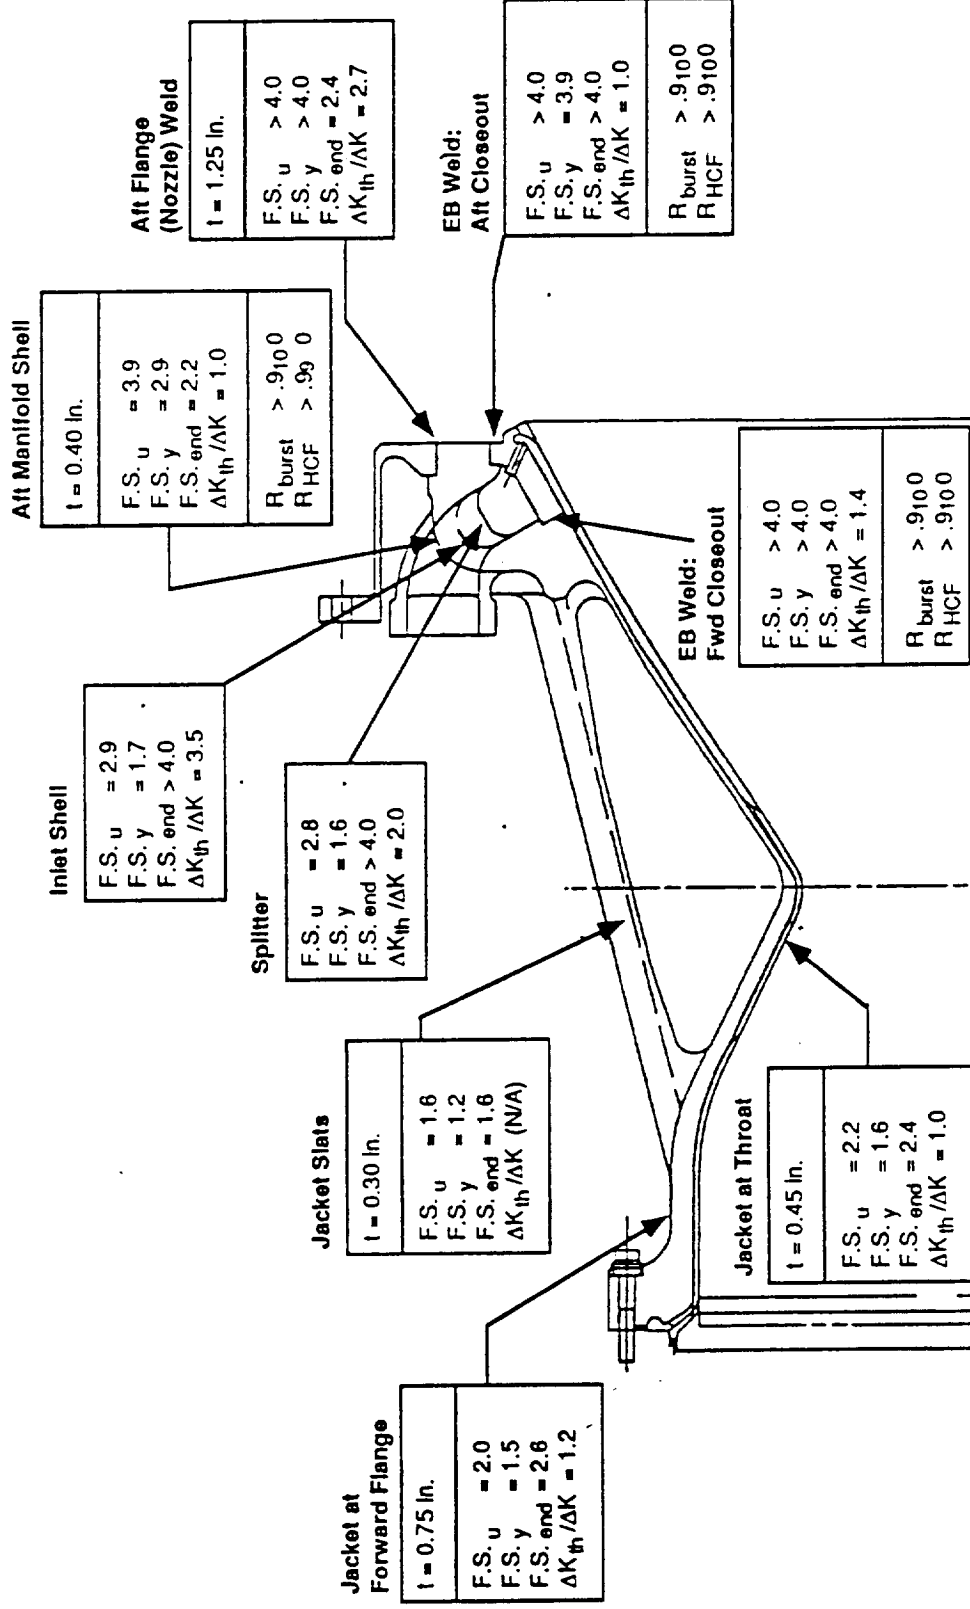 Jacket at
Forward Flange
t = 0.75 In.
F.S. u = 2.0
F.S. y = 1.5
F.S. end = 2.6
ΔKth/ΔK = 1.2
Jacket Slats
t = 0.30 In.
F.S. u = 1.6
F.S. y = 1.2
F.S. end = 1.6
ΔKth/ΔK (N/A)
Splitter
F.S. u = 2.8
F.S. y = 1.6
F.S. end > 4.0
ΔKth/ΔK = 2.0
Inlet Shell
F.S. u = 2.9
F.S. y = 1.7
F.S. end > 4.0
ΔKth/ΔK = 3.5
Aft Manifold Shell
t = 0.40 In.
F.S. u = 3.9
F.S. y = 2.9
F.S. end = 2.2
ΔKth/ΔK = 1.0
Rburst > .9100
RHCF > .99 0
Aft Flange
(Nozzle) Weld
t = 1.25 In.
F.S. u > 4.0
F.S. y > 4.0
F.S. end = 2.4
ΔKth/ΔK = 2.7
EB Weld:
Aft Closeout
F.S. u > 4.0
F.S. y = 3.9
F.S. end > 4.0
ΔKth/ΔK = 1.0
Rburst > .9100
RHCF > .9100
EB Weld:
Fwd Closeout
F.S. u > 4.0
F.S. y > 4.0
F.S. end > 4.0
ΔKth/ΔK = 1.4
Rburst > .9100
RHCF > .9100
Jacket at Throat
t = 0.45 In.
F.S. u = 2.2
F.S. y = 1.6
F.S. end = 2.4
ΔKth/ΔK = 1.0